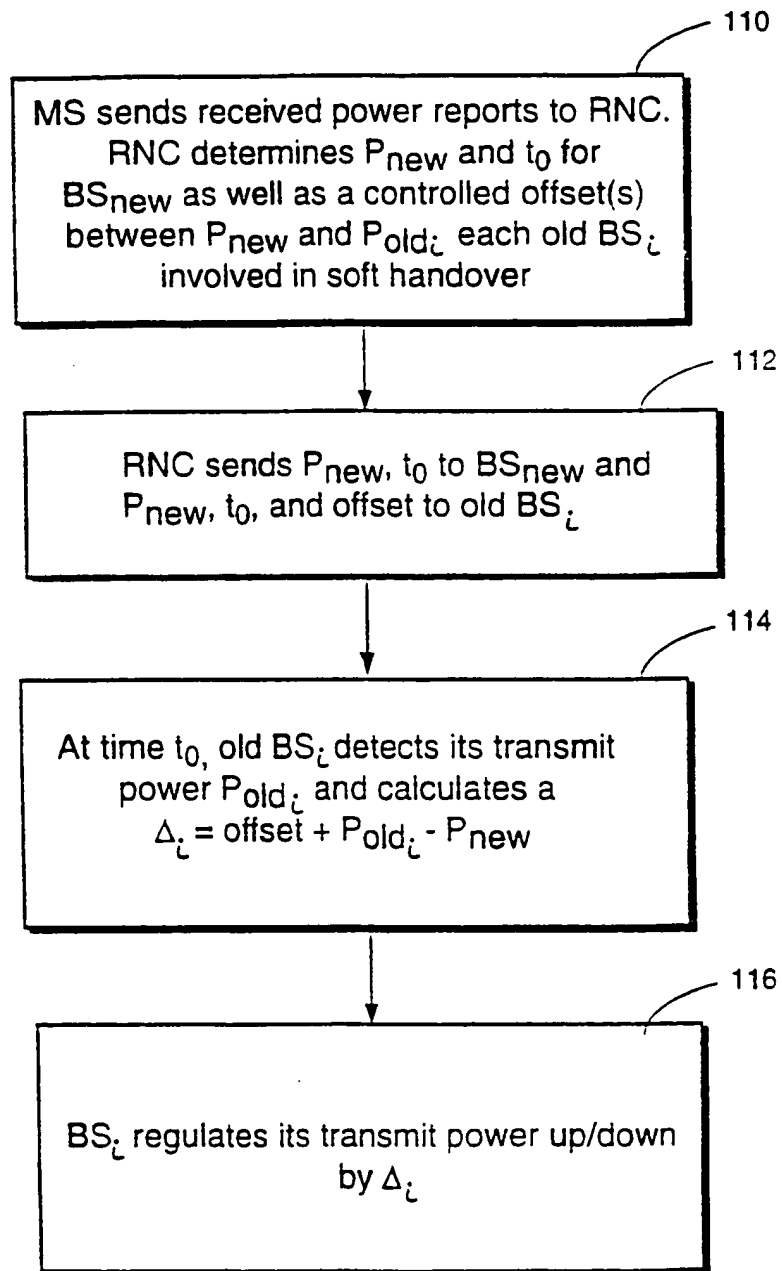 110
MS sends received power reports to RNC.
RNC determines Pnew and t0 for
BSnew as well as a controlled offset(s)
between Pnew and Poldi each old BSi
involved in soft handover
112
RNC sends Pnew, t0 to BSnew and
Pnew, t0, and offset to old BSi
114
At time t0, old BSi detects its transmit
power Poldi and calculates a
Δi = offset + Poldi - Pnew
116
BSi regulates its transmit power up/down
by Δi